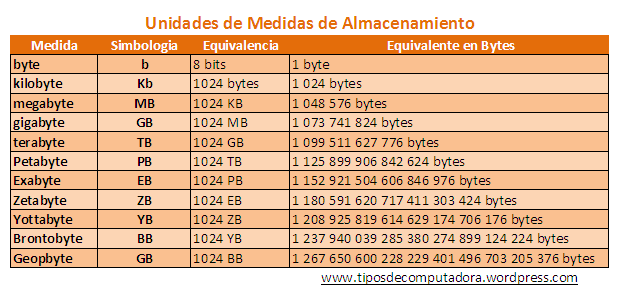 Unidades de Medidas de Almacenamiento
Medida Simbologia Equivalencia Equivalente en Bytes
byte b 8 bits 1 byte
kilobyte Kb 1024 bytes 1 024 bytes
megabyte MB 1024 KB 1 048 576 bytes
gigabyte GB 1024 MB 1 073 741 824 bytes
terabyte TB 1024 GB 1 099 511 627 776 bytes
Petabyte PB 1024 TB 1 125 899 906 842 624 bytes
Exabyte EB 1024 PB 1 152 921 504 606 846 976 bytes
Zetabyte ZB 1024 EB 1 180 591 620 717 411 303 424 bytes
Yottabyte YB 1024 ZB 1 208 925 819 614 629 174 706 176 bytes
Brontobyte BB 1024 YB 1 237 940 039 285 380 274 899 124 224 bytes
Geopbyte GB 1024 BB 1 267 650 600 228 229 401 496 703 205 376 bytes
www.tiposdecomputadora.wordpress.com